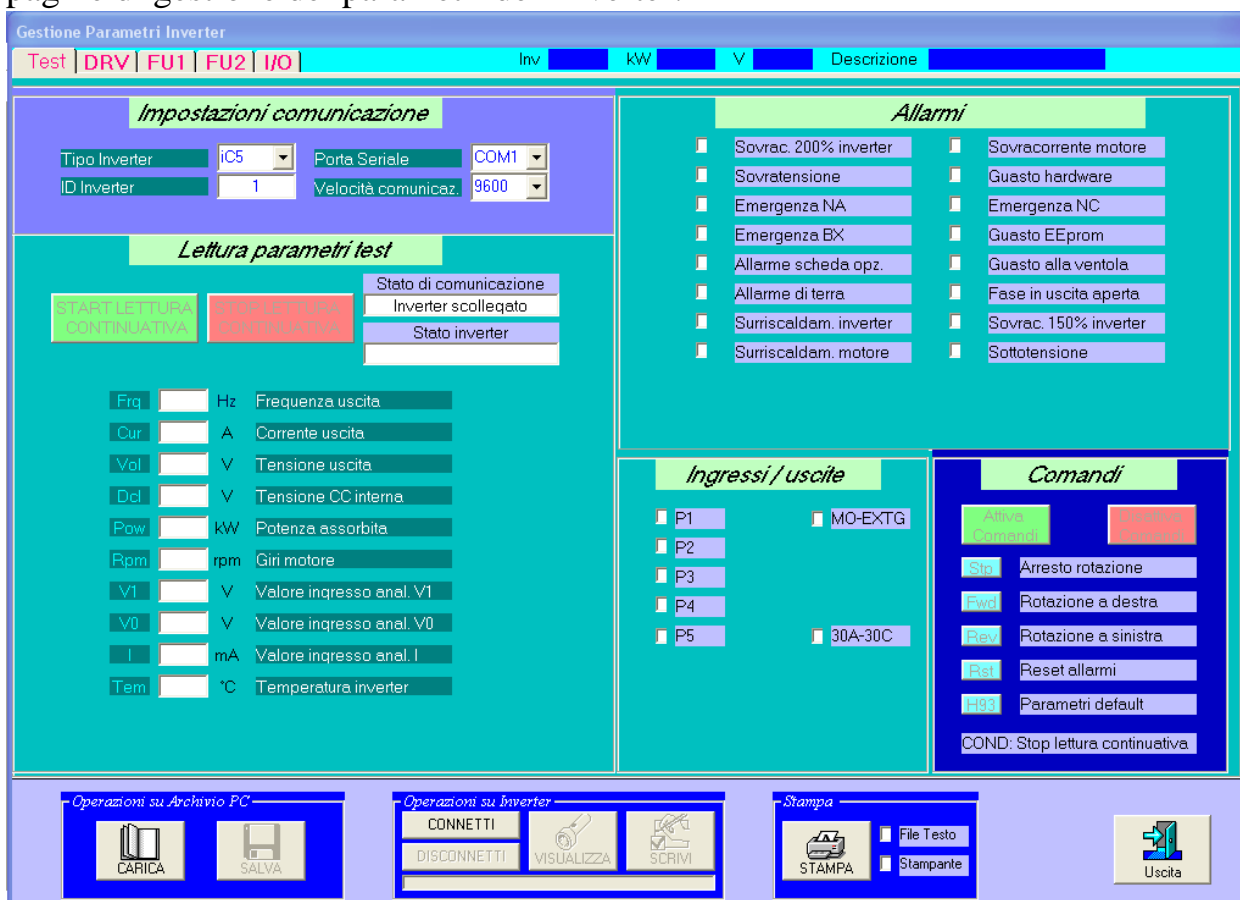 Gestione Parametri Inverter
Test DRV FU1 FU2 I/O Inv kW V Descrizione
Impostazioni comunicazione
Tipo Inverter iC5 Porta Seriale COM1
ID Inverter 1 Velocità comunicaz. 9600
Lettura parametri test
START LETTURA CONTINUATIVA
STOP LETTURA CONTINUATIVA
Stato di comunicazione
Inverter scollegato
Stato inverter
Frq Hz Frequenza uscita
Cur A Corrente uscita
Vol V Tensione uscita
Dcl V Tensione CC interna
Pow kW Potenza assorbita
Rpm rpm Giri motore
V1 V Valore ingresso anal. V1
V0 V Valore ingresso anal. V0
I mA Valore ingresso anal. I
Tem °C Temperatura inverter
Allarmi
Sovrac. 200% inverter Sovracorrente motore
Sovratensione Guasto hardware
Emergenza NA Emergenza NC
Emergenza BX Guasto EEprom
Allarme scheda opz. Guasto alla ventola
Allarme di terra Fase in uscita aperta
Surriscaldam. inverter Sovrac. 150% inverter
Surriscaldam. motore Sottotensione
Ingressi / uscite
P1 MO-EXTG
P2
P3
P4
P5 30A-30C
Comandi
Attiva Comandi
Stp Arresto rotazione
Fwd Rotazione a destra
Rev Rotazione a sinistra
Rst Reset allarmi
H93 Parametri default
COND: Stop lettura continuativa
Operazioni su Archivio PC
CARICA SALVA
Operazioni su Inverter
CONNETTI
DISCONNETTI VISUALIZZA SCRIVI
Stampa
STAMPA
File Testo
Stampante
Uscita